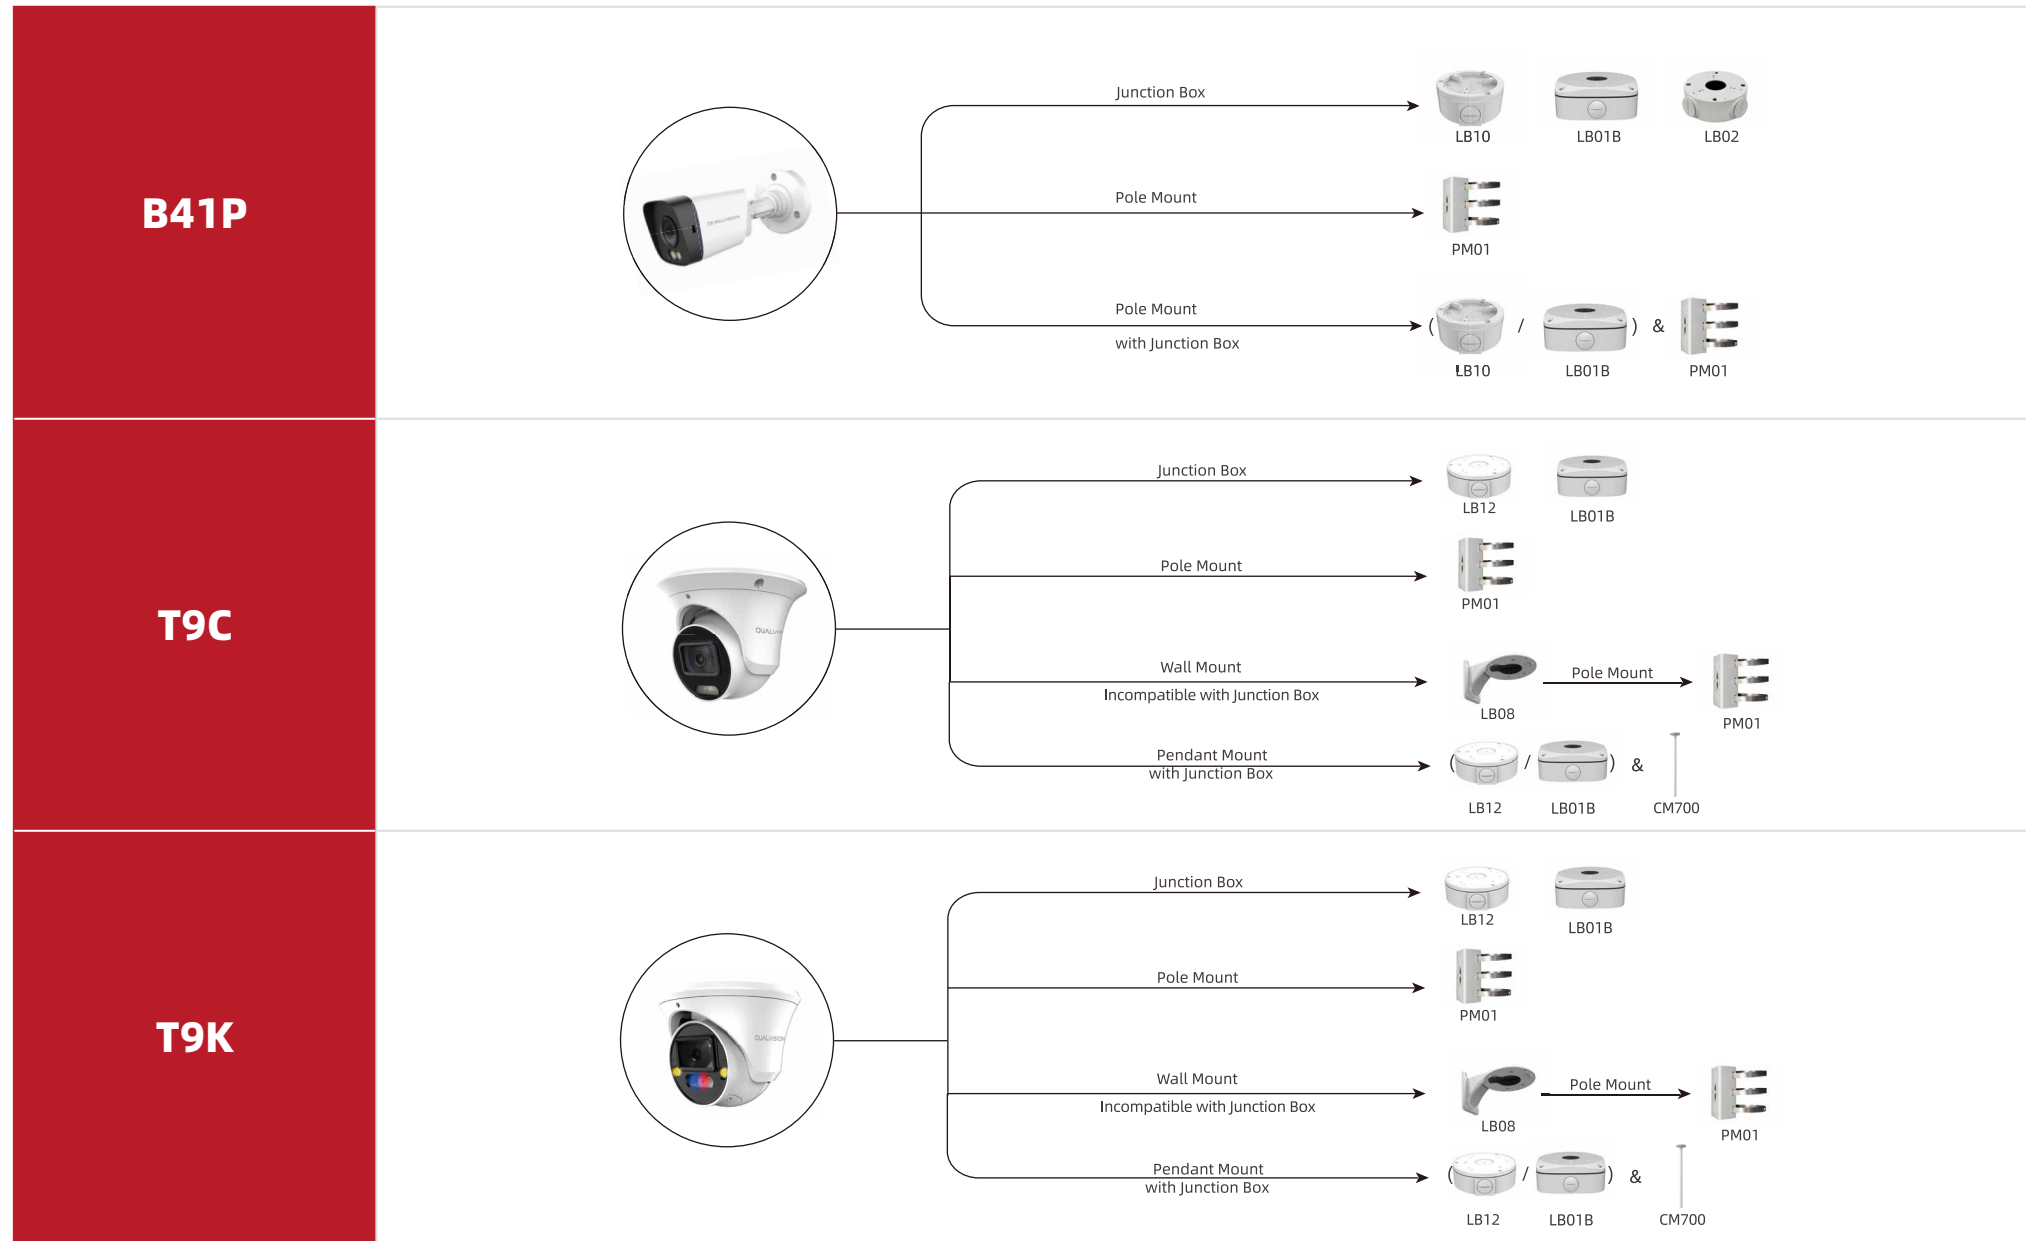 B41P
QUALVISION
Junction Box
LB10
LB01B
LB02
Pole Mount
PM01
Pole Mount
with Junction Box
( / ) &
LB10
LB01B
PM01
T9C
QUALVI
Junction Box
LB12
LB01B
Pole Mount
PM01
Wall Mount
Incompatible with Junction Box
LB08
Pole Mount
PM01
Pendant Mount
with Junction Box
( / ) &
LB12
LB01B
CM700
T9K
QUALVISION
Junction Box
LB12
LB01B
Pole Mount
PM01
Wall Mount
Incompatible with Junction Box
LB08
Pole Mount
PM01
Pendant Mount
with Junction Box
( / ) &
LB12
LB01B
CM700